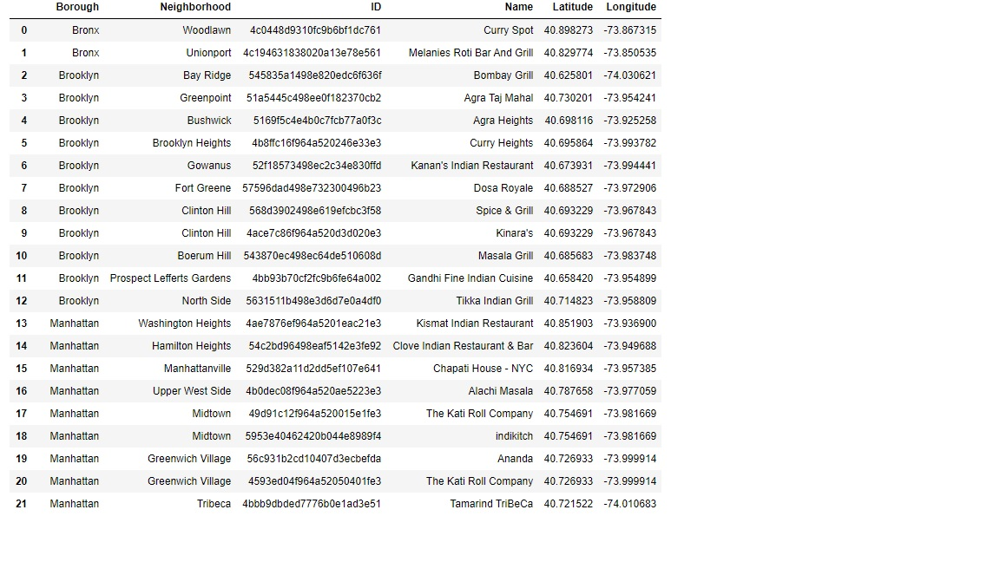 Borough Neighborhood ID Name Latitude Longitude
0 Bronx Woodlawn 4c0448d9310fc9b6bf1dc761 Curry Spot 40.898273 -73.867315
1 Bronx Unionport 4c194631838020a13e78e561 Melanies Roti Bar And Grill 40.829774 -73.850535
2 Brooklyn Bay Ridge 545835a1498e820edc6f636f Bombay Grill 40.625801 -74.030621
3 Brooklyn Greenpoint 51a5445c498ee0f182370cb2 Agra Taj Mahal 40.730201 -73.954241
4 Brooklyn Bushwick 5169f5c4e4b0c7fcb77a0f3c Agra Heights 40.698116 -73.925258
5 Brooklyn Brooklyn Heights 4b8ffc16f964a520246e33e3 Curry Heights 40.695864 -73.993782
6 Brooklyn Gowanus 52f18573498ec2c34e830ffd Kanan's Indian Restaurant 40.673931 -73.994441
7 Brooklyn Fort Greene 57596dad498e732300496b23 Dosa Royale 40.688527 -73.972906
8 Brooklyn Clinton Hill 568d3902498e619efcbc3f58 Spice & Grill 40.693229 -73.967843
9 Brooklyn Clinton Hill 4ace7c86f964a520d3d020e3 Kinara's 40.693229 -73.967843
10 Brooklyn Boerum Hill 543870ec498ec64de510608d Masala Grill 40.685683 -73.983748
11 Brooklyn Prospect Lefferts Gardens 4bb93b70cf2fc9b6fe64a002 Gandhi Fine Indian Cuisine 40.658420 -73.954899
12 Brooklyn North Side 5631511b498e3d6d7e0a4df0 Tikka Indian Grill 40.714823 -73.958809
13 Manhattan Washington Heights 4ae7876ef964a5201eac21e3 Kismat Indian Restaurant 40.851903 -73.936900
14 Manhattan Hamilton Heights 54c2bd96498eaf5142e3fe92 Clove Indian Restaurant & Bar 40.823604 -73.949688
15 Manhattan Manhattanville 529d382a11d2dd5ef107e641 Chapati House - NYC 40.816934 -73.957385
16 Manhattan Upper West Side 4b0dec08f964a520ae5223e3 Alachi Masala 40.787658 -73.977059
17 Manhattan Midtown 49d91c12f964a520015e1fe3 The Kati Roll Company 40.754691 -73.981669
18 Manhattan Midtown 5953e40462420b044e8989f4 indikitch 40.754691 -73.981669
19 Manhattan Greenwich Village 56c931b2cd10407d3ecbefda Ananda 40.726933 -73.999914
20 Manhattan Greenwich Village 4593ed04f964a52050401fe3 The Kati Roll Company 40.726933 -73.999914
21 Manhattan Tribeca 4bbb9dbded7776b0e1ad3e51 Tamarind TriBeCa 40.721522 -74.010683